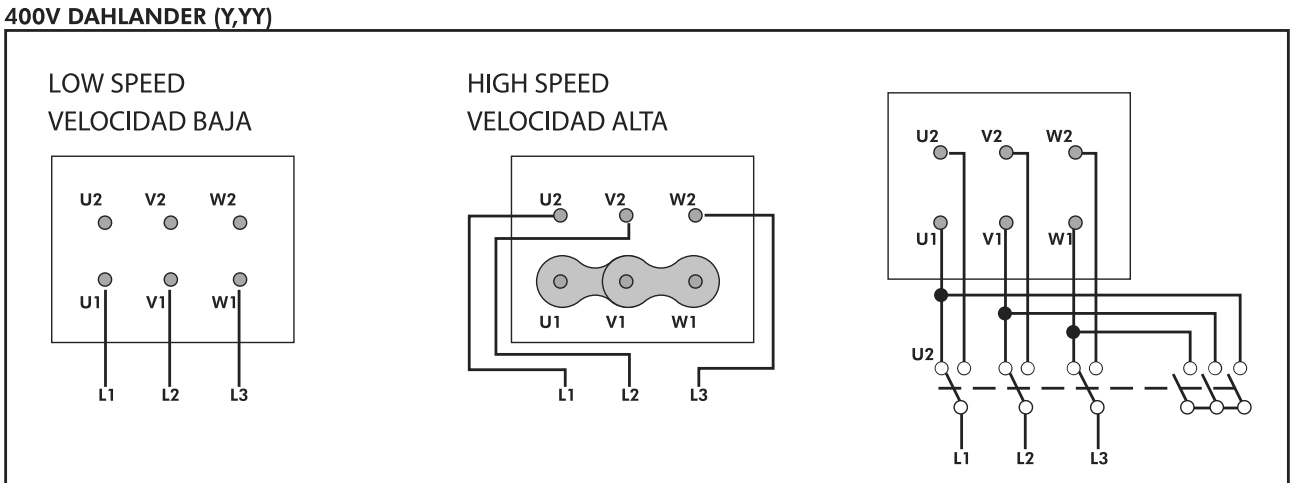 400V DAHLANDER (Y,YY)
LOW SPEED
VELOCIDAD BAJA
U2 V2 W2
U1 V1 W1
L1 L2 L3
HIGH SPEED
VELOCIDAD ALTA
U2 V2 W2
U1 V1 W1
L1 L2 L3
U2 V2 W2
U1 V1 W1
U2
L1 L2 L3